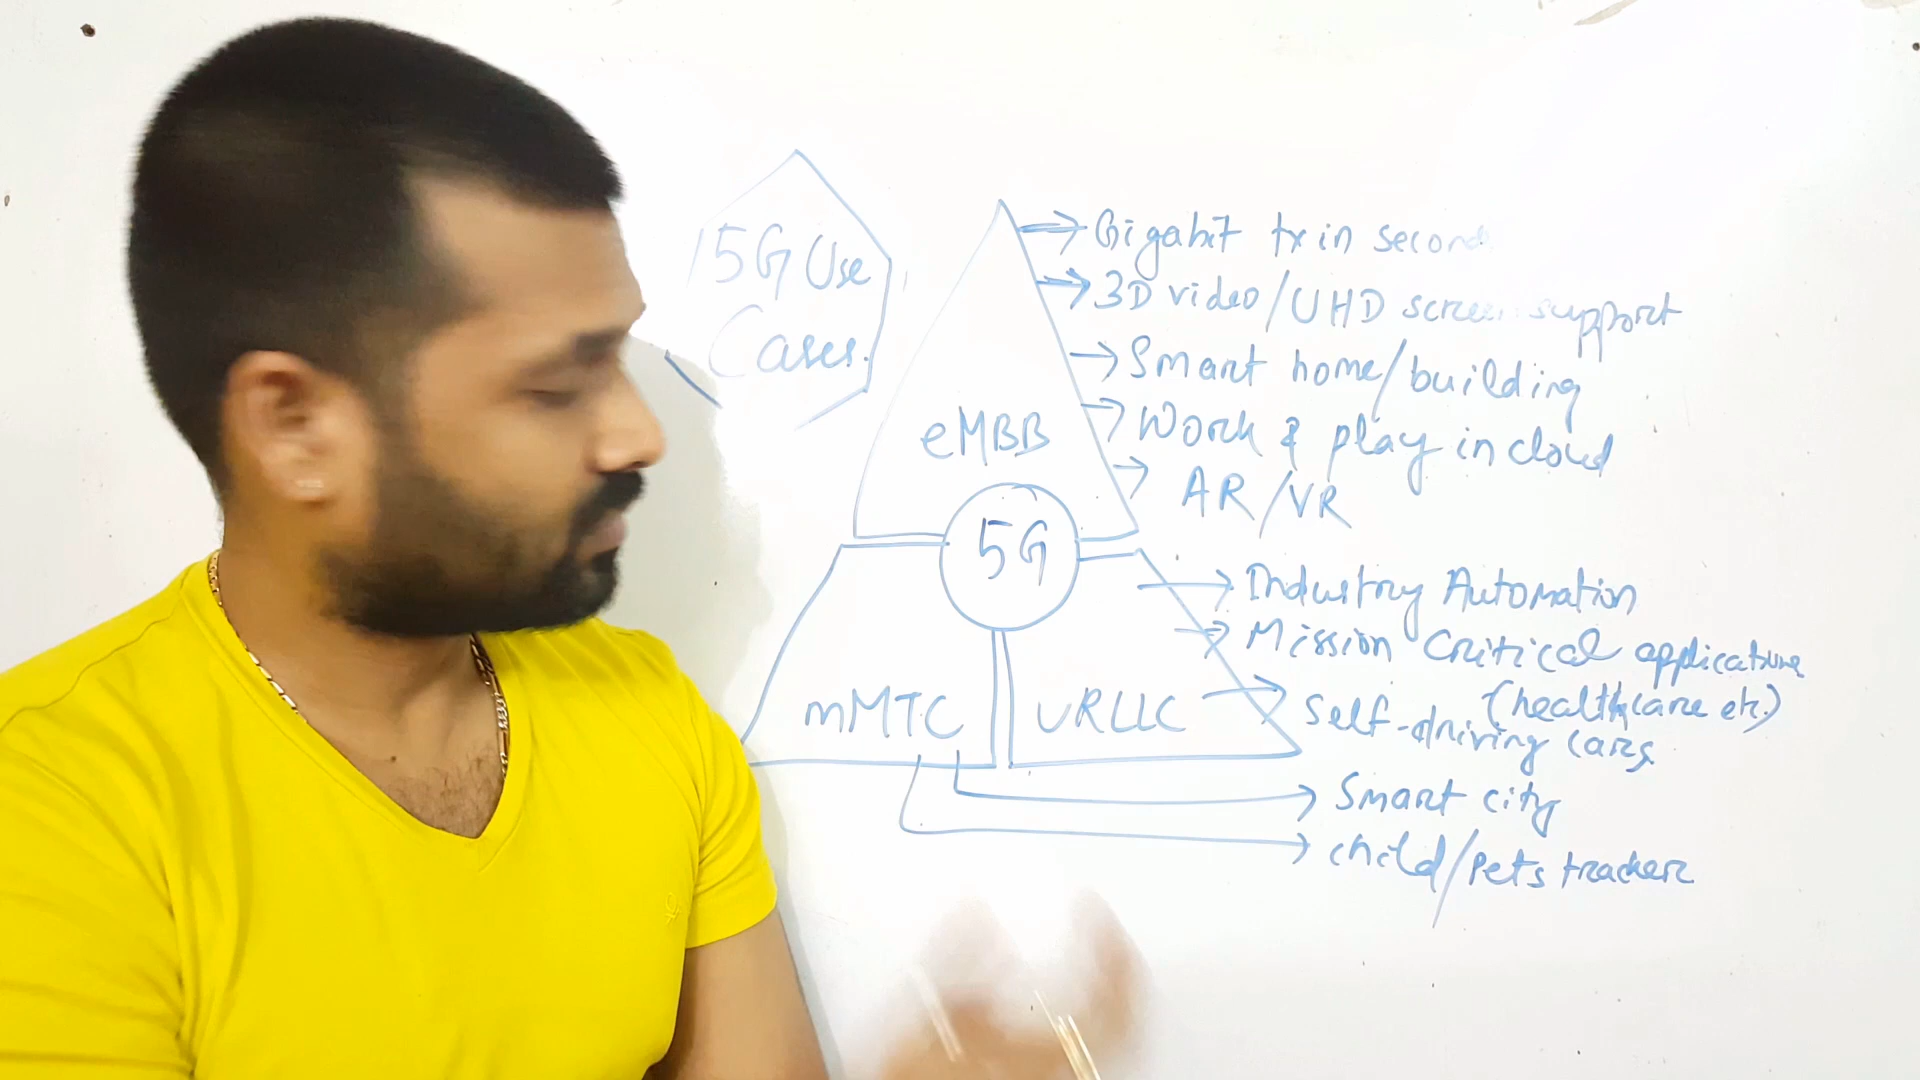 5G Use
Cases.
Gigabit tx in second
3D video/UHD screen support
Smart home/building
Work & play in cloud
AR/VR
eMBB
5G
Industry Automation
Mission Critical applications
(healthcare etc.)
Self-driving cars.
mMTC
URLLC
Smart city
child/Pets tracker